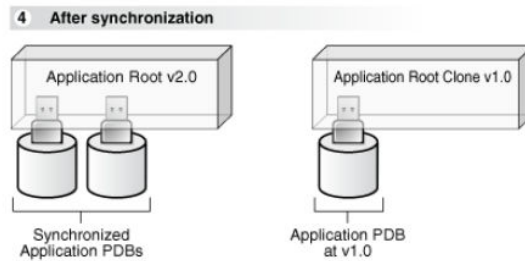 4 After synchronization
Application Root v2.0
Application Root Clone v1.0
Synchronized
Application PDBs
Application PDB
at v1.0